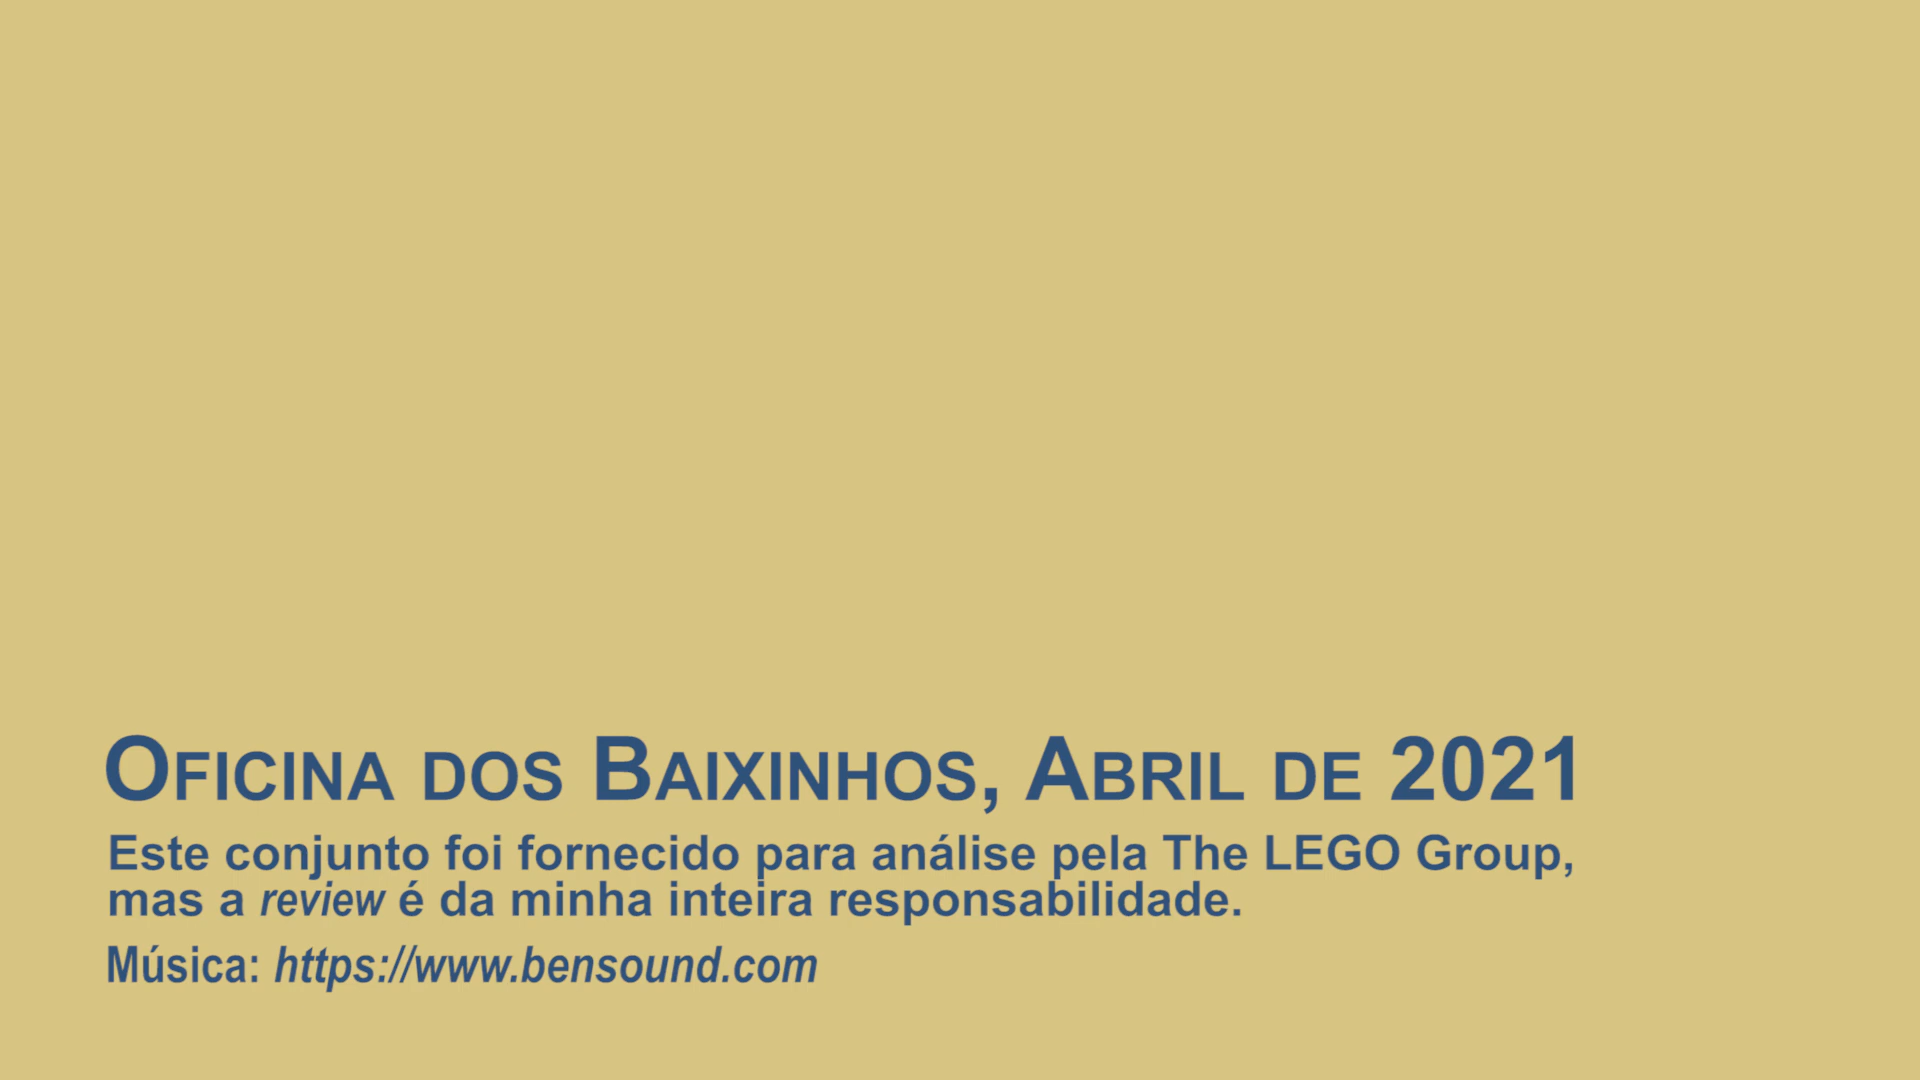 Oficina dos Baixinhos, Abril de 2021
Este conjunto foi fornecido para análise pela The LEGO Group,
mas a review é da minha inteira responsabilidade.
Música: https://www.bensound.com